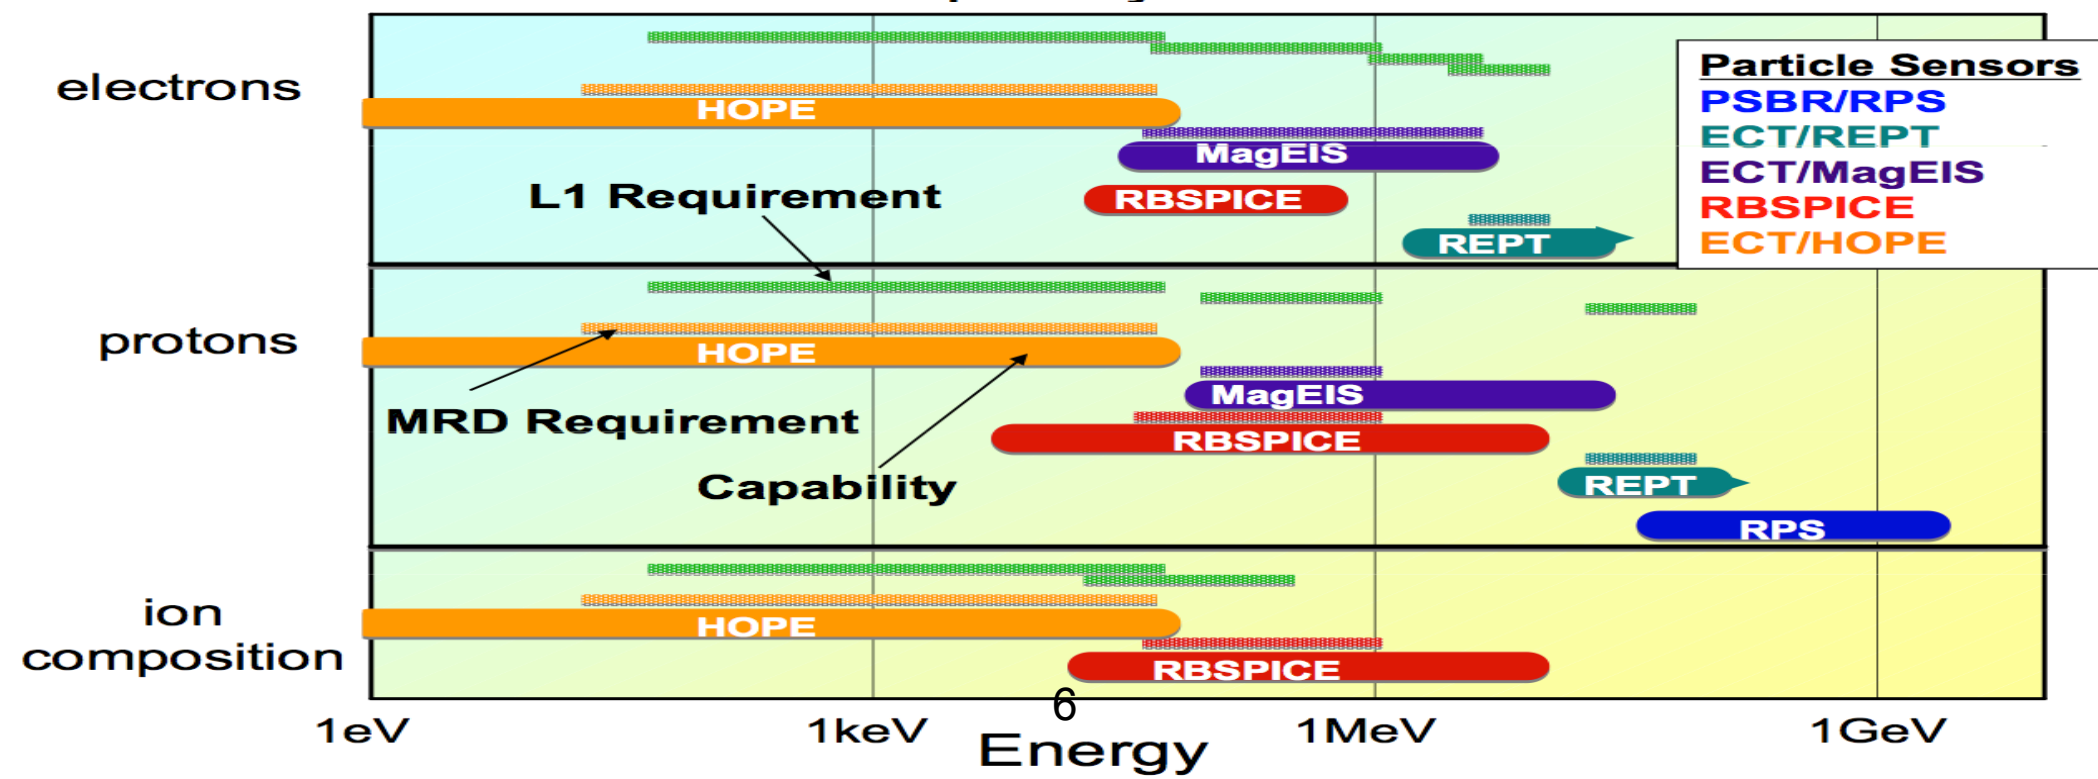 electrons
HOPE
MagEIS
L1 Requirement
RBSPICE
REPT
Particle Sensors
PSBR/RPS
ECT/REPT
ECT/MagEIS
RBSPICE
ECT/HOPE
protons
HOPE
MagEIS
MRD Requirement
RBSPICE
Capability
REPT
RPS
ion
composition
HOPE
RBSPICE
6
1eV
1keV
1MeV
1GeV
Energy